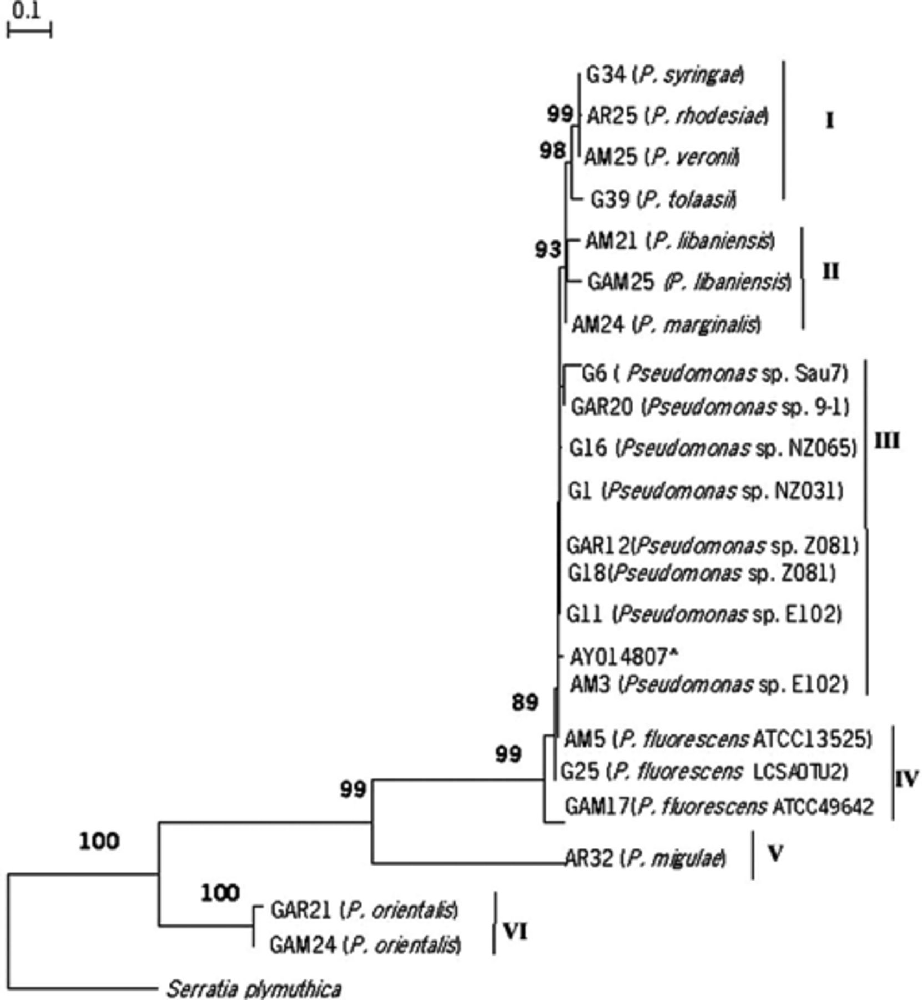 0.1
G34 (P. syringae)
99
AR25 (P. rhodesiae)
I
98
AM25 (P. veronii)
G39 (P. tolaasii)
AM21 (P. libaniensis)
93
II
GAM25 (P. libaniensis)
AM24 (P. marginalis)
G6 ( Pseudomonas sp. Sau7)
GAR20 (Pseudomonas sp. 9-1)
III
G16 (Pseudomonas sp. NZ065)
G1 (Pseudomonas sp. NZ031)
GAR12(Pseudomonas sp. Z081)
G18(Pseudomonas sp. Z081)
G11 (Pseudomonas sp. E102)
AY014807^
AM3 (Pseudomonas sp. E102)
89
AM5 (P. fluorescens ATCC13525)
99
G25 (P. fluorescens LCSAOTU2)
IV
99
GAM17(P. fluorescens ATCC49642
100
AR32 (P. migulae)
V
100
GAR21 (P. orientalis)
VI
GAM24 (P. orientalis)
Serratia plymuthica